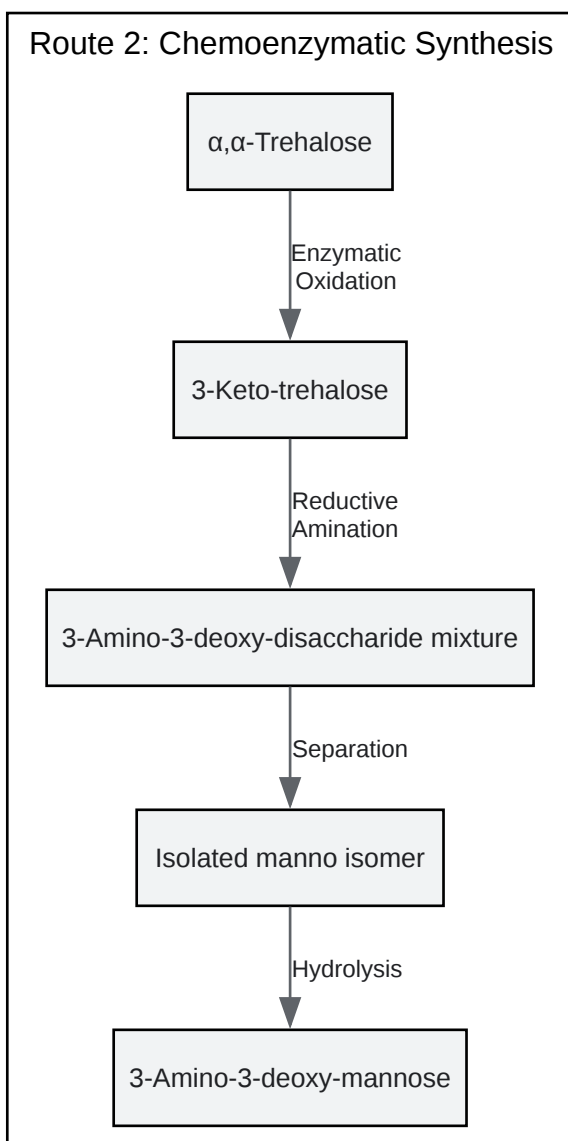 Route 2: Chemoenzymatic Synthesis
α,α-Trehalose
Enzymatic
Oxidation
3-Keto-trehalose
Reductive
Amination
3-Amino-3-deoxy-disaccharide mixture
Separation
Isolated manno isomer
Hydrolysis
3-Amino-3-deoxy-mannose